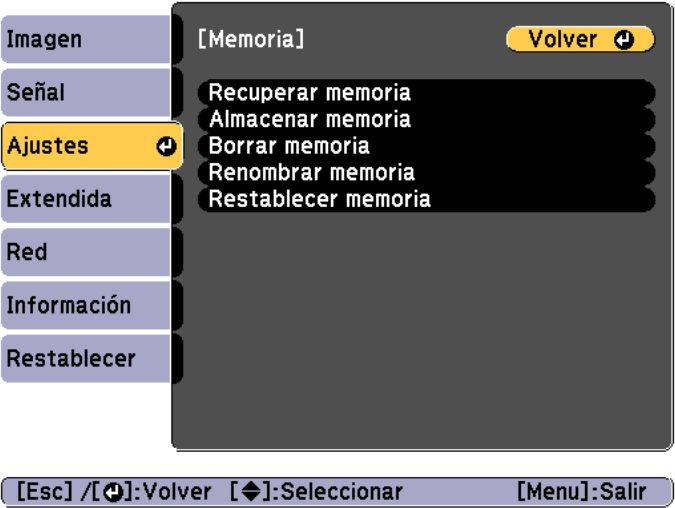 Imagen
Señal
Ajustes
Extendida
Red
Información
Restablecer
[Memoria]
Volver
Recuperar memoria
Almacenar memoria
Borrar memoria
Renombrar memoria
Restablecer memoria
[Esc] /[⏎]:Volver [◆]:Seleccionar [Menu]:Salir